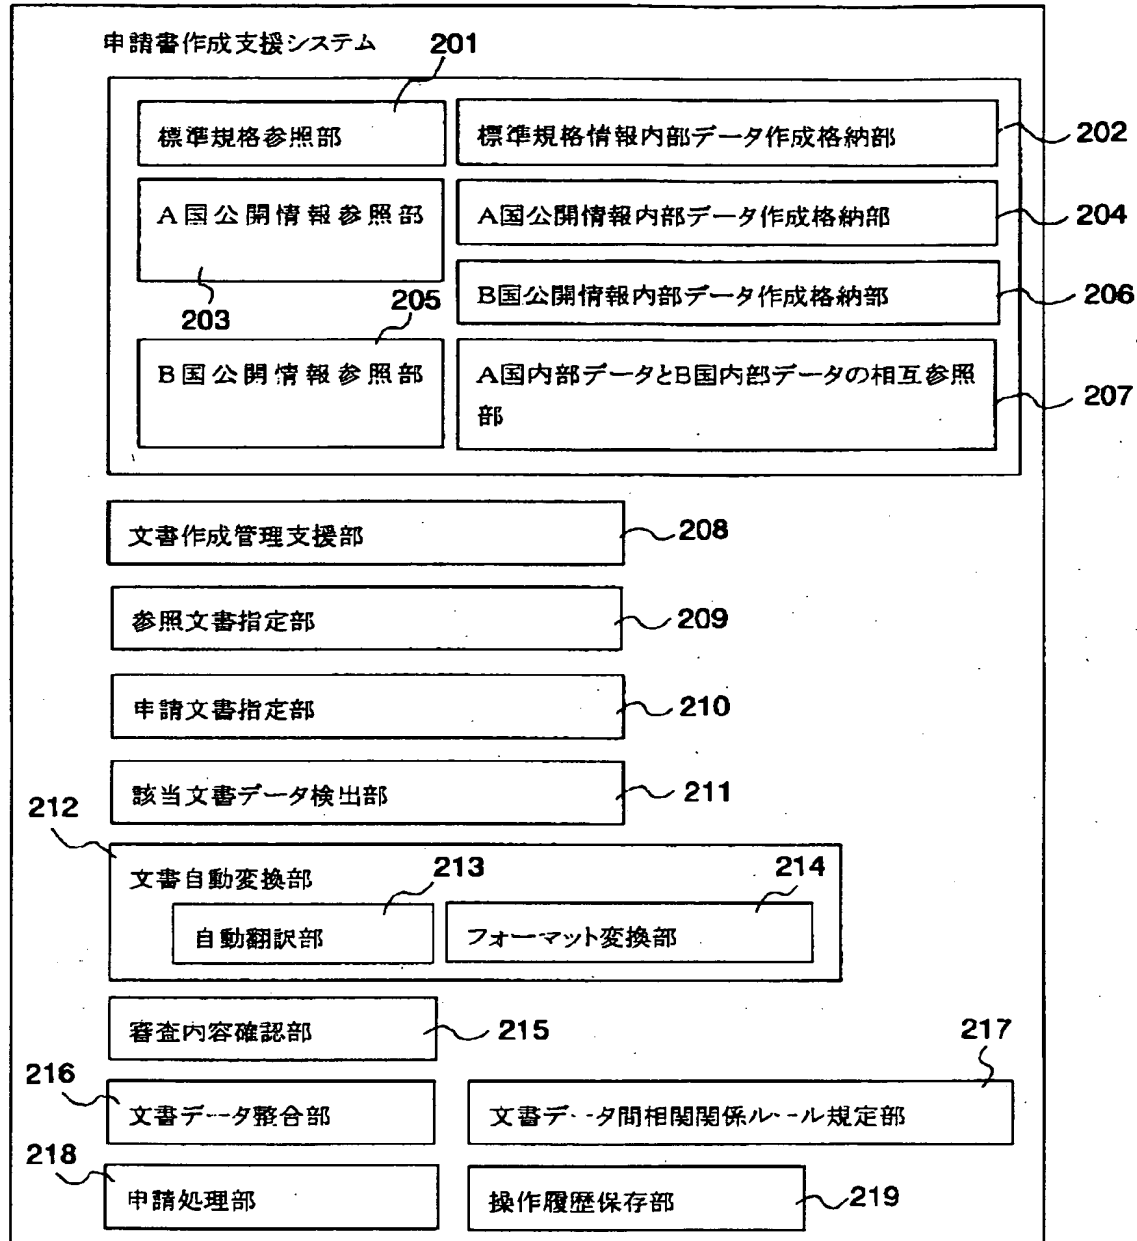 申請書作成支援システム 201
標準規格参照部
標準規格情報内部データ作成格納部 202
A国公開情報参照部
A国公開情報内部データ作成格納部 204
203
B国公開情報内部データ作成格納部 206
205
B国公開情報参照部
A国内部データとB国内部データの相互参照
部
207
文書作成管理支援部 208
参照文書指定部 209
申請文書指定部 210
該当文書データ検出部 211
212
文書自動変換部 213 214
自動翻訳部 フォーマット変換部
審査内容確認部 215
217
216
文書データ整合部 文書データ間相関関係ルール規定部
218
申請処理部 操作履歴保存部 219